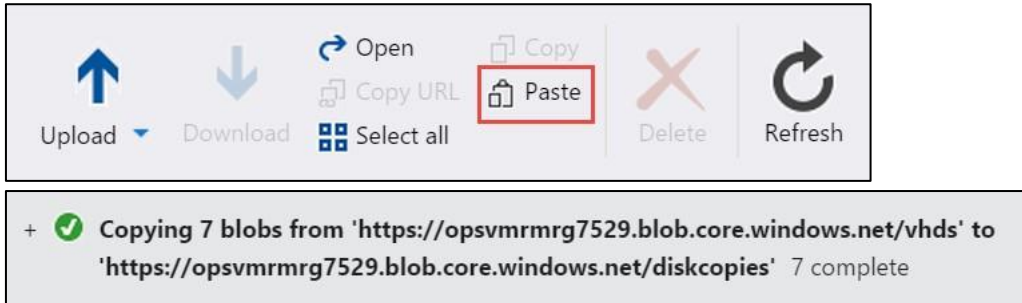 Open
Copy
Copy URL
Paste
Upload
Download
Select all
Delete
Refresh
+ Copying 7 blobs from 'https://opsvmrmrg7529.blob.core.windows.net/vhds' to
'https://opsvmrmrg7529.blob.core.windows.net/diskcopies' 7 complete